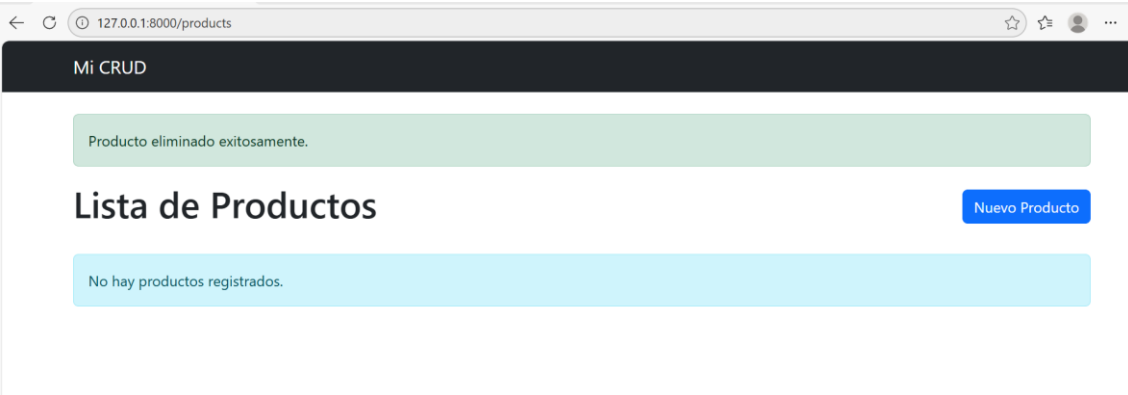 127.0.0.1:8000/products
Mi CRUD
Producto eliminado exitosamente.
Lista de Productos
Nuevo Producto
No hay productos registrados.